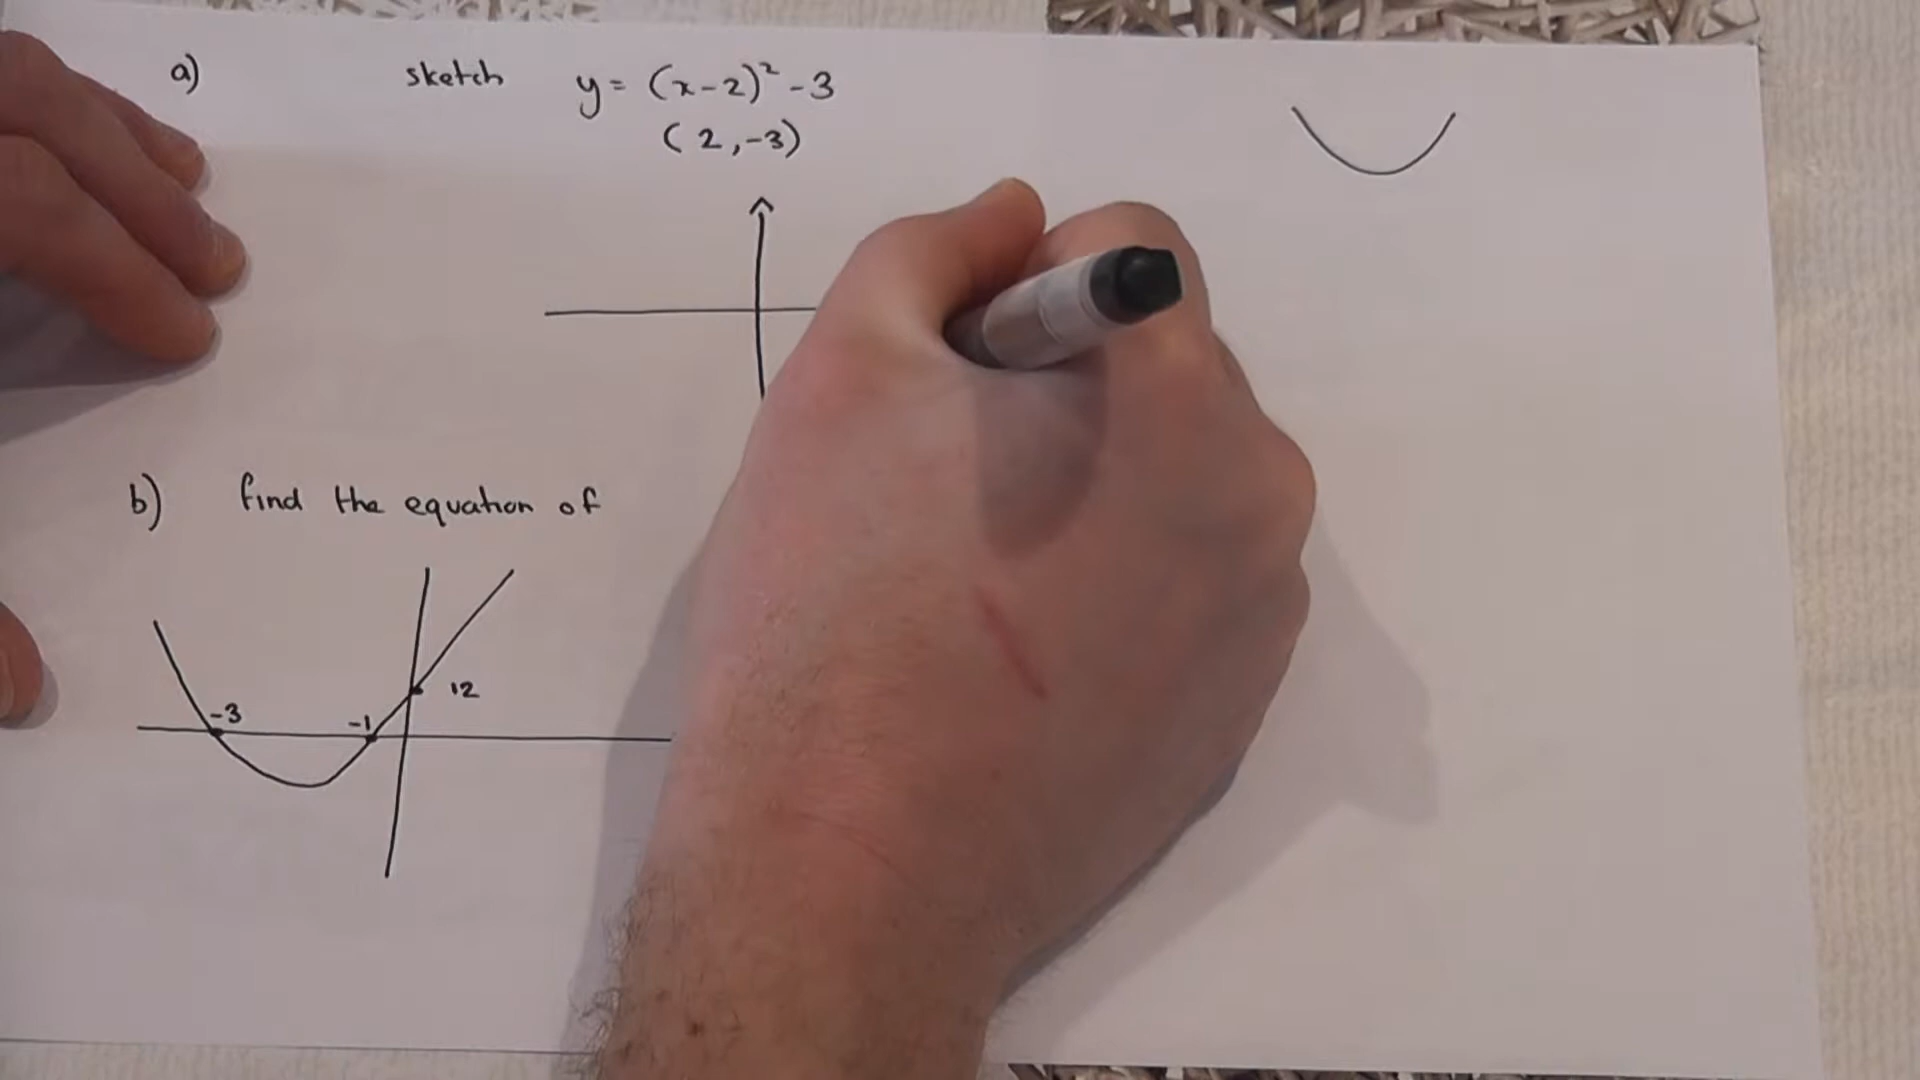 a) sketch y = (x-2)² -3
(2,-3)
b) find the equation of
12
-3
-1